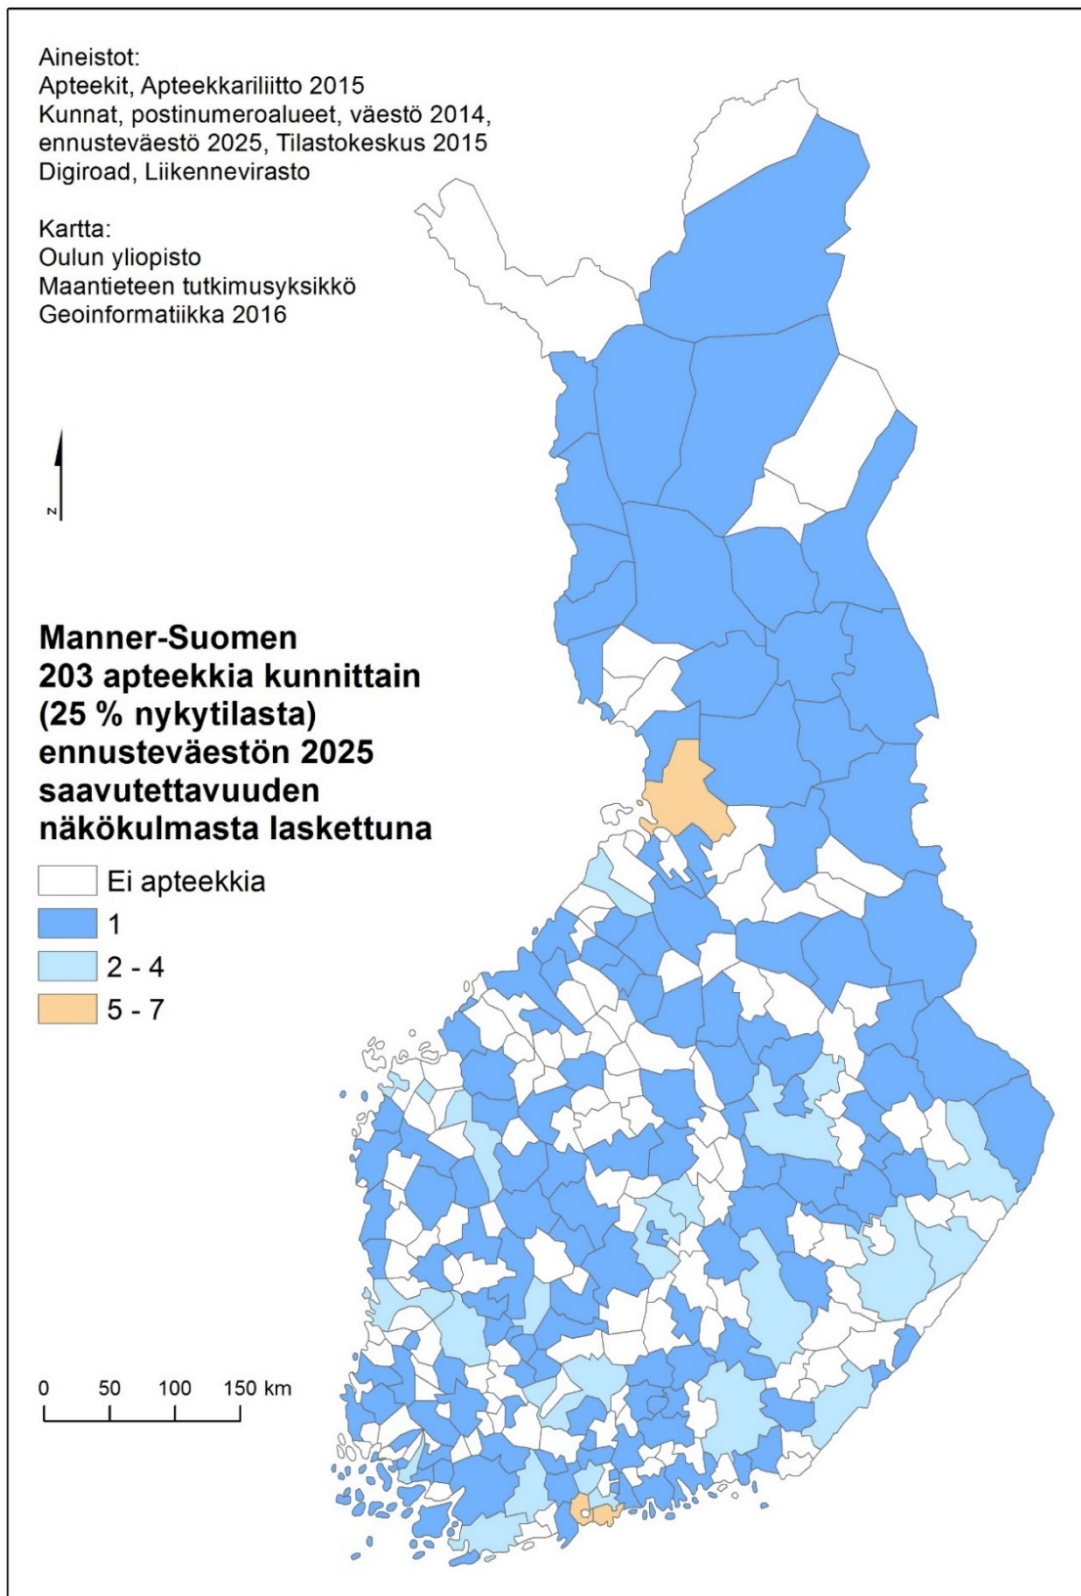 Aineistot:
Apteekit, Apteekkariliitto 2015
Kunnat, postinumeroalueet, väestö 2014,
ennusteväestö 2025, Tilastokeskus 2015
Digiroad, Liikennevirasto
Kartta:
Oulun yliopisto
Maantieteen tutkimusyksikkö
Geoinformatiikka 2016
N
Manner-Suomen
203 apteekkia kunnittain
(25 % nykytilasta)
ennusteväestön 2025
saavutettavuuden
näkökulmasta laskettuna
Ei apteekkia
1
2 - 4
5 - 7
0 50 100 150 km